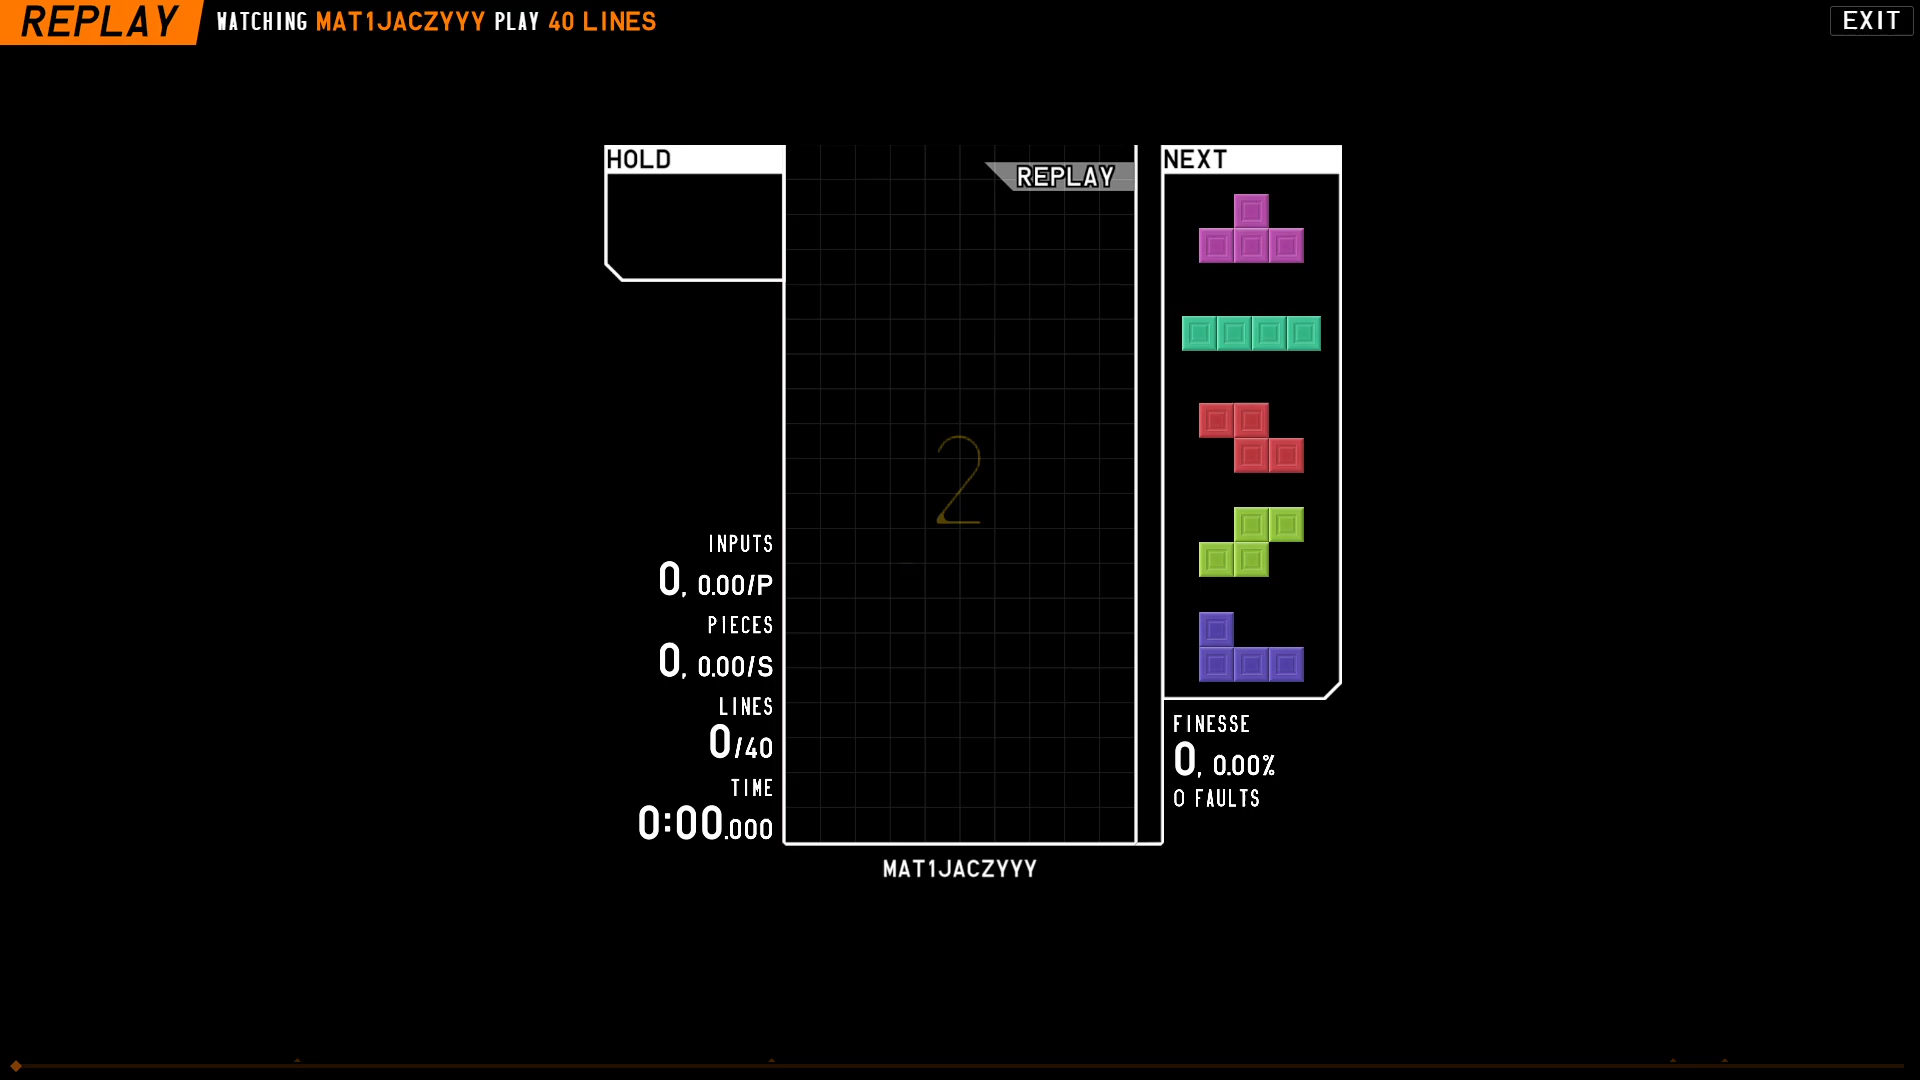 REPLAY WATCHING MAT1JACZYYY PLAY 40 LINES
EXIT
HOLD
REPLAY
NEXT
2
INPUTS
0, 0.00/P
PIECES
0, 0.00/S
LINES
0/40
TIME
0:00.000
FINESSE
0, 0.00%
0 FAULTS
MAT1JACZYYY